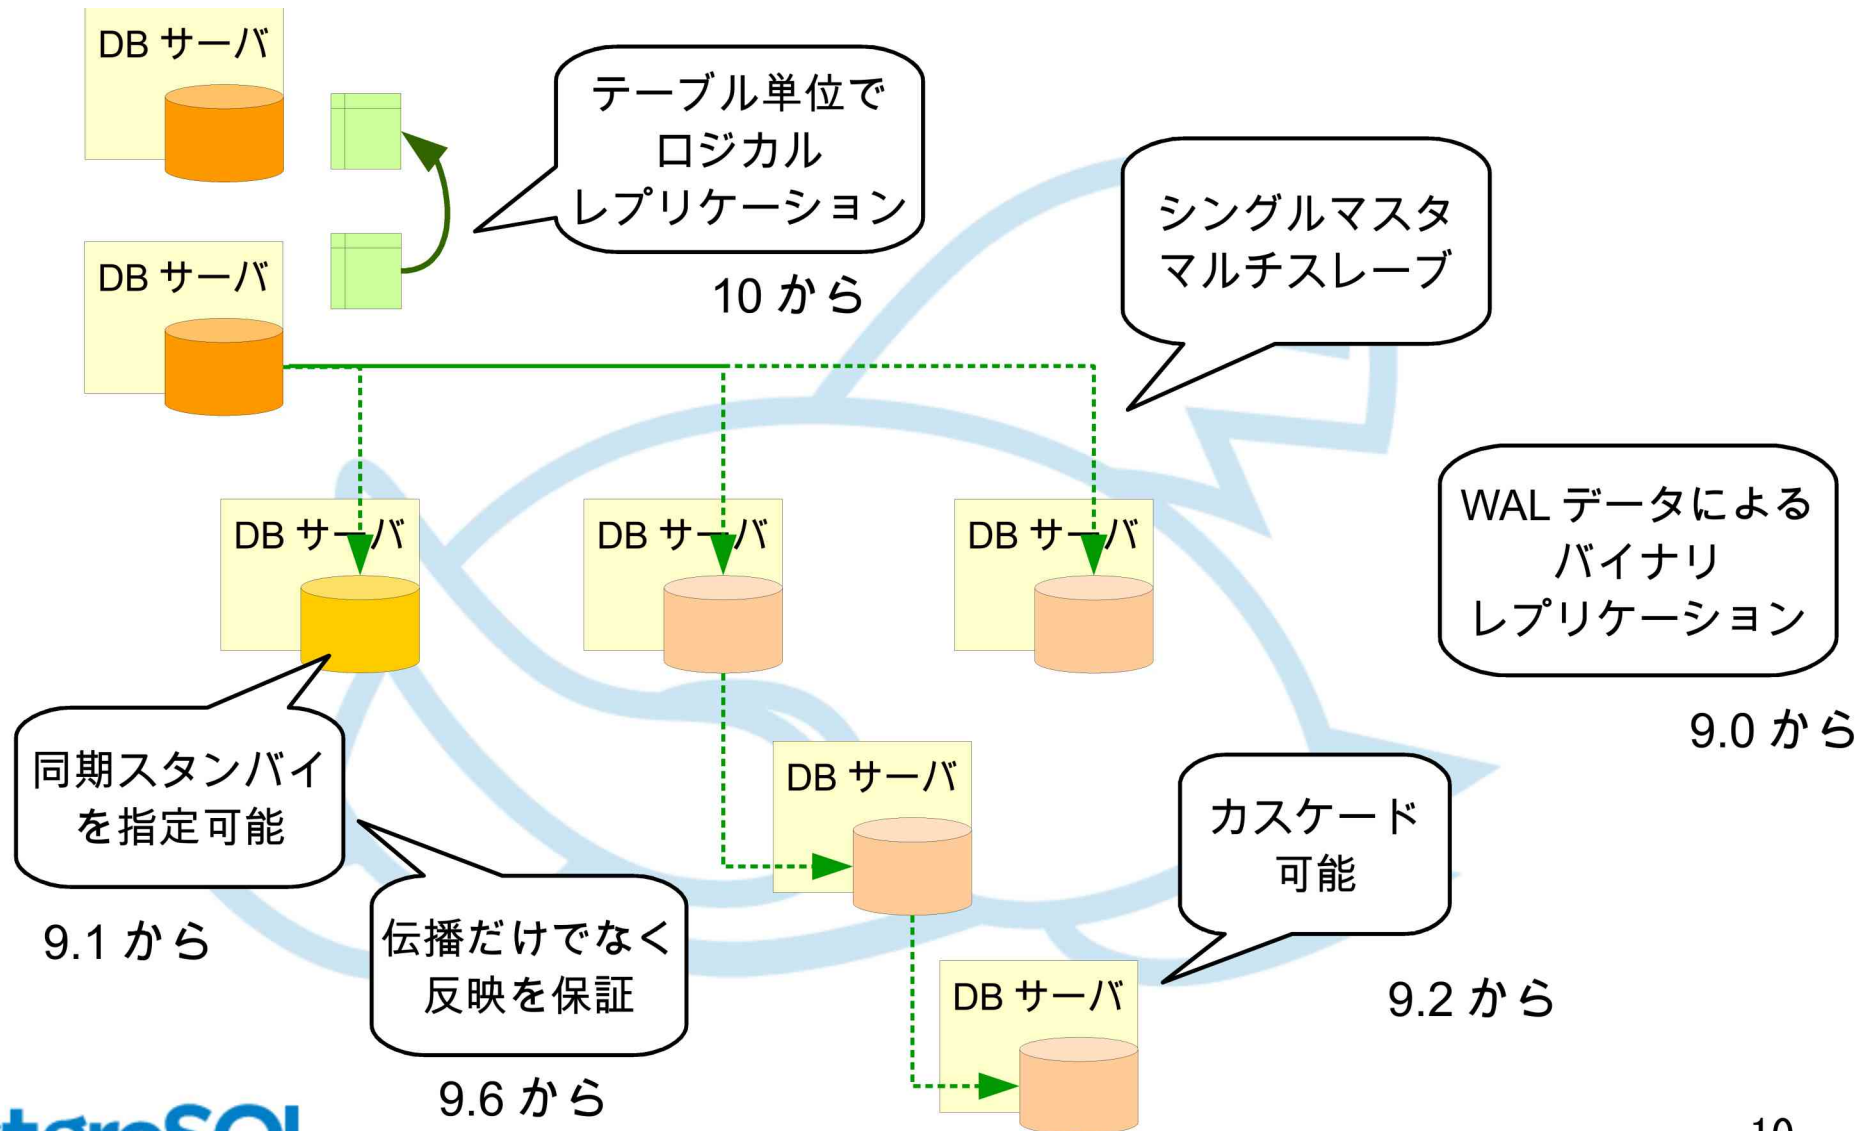 DB サーバ
テーブル単位で
ロジカル
レプリケーション
10 から
DB サーバ
シングルマスタ
マルチスレーブ
DB サーバ
DB サーバ
DB サーバ
WAL データによる
バイナリ
レプリケーション
9.0 から
同期スタンバイ
を指定可能
9.1 から
DB サーバ
カスケード
可能
9.2 から
伝播だけでなく
反映を保証
9.6 から
DB サーバ